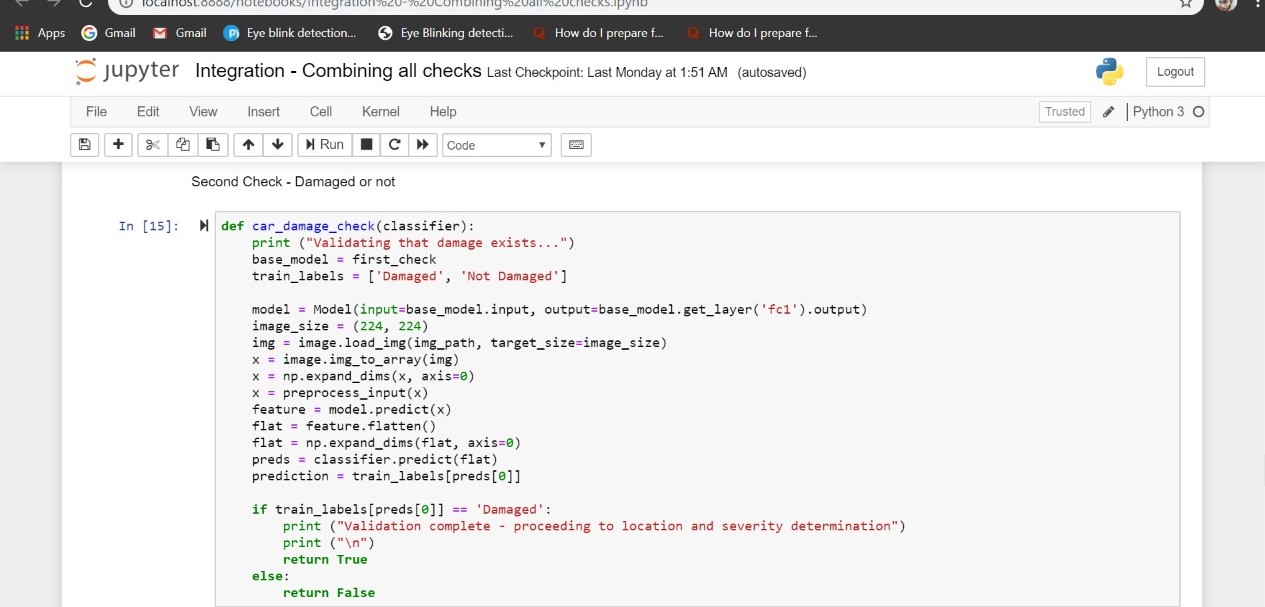 localhost:8888/notebooks/Integration%20-%20Combining%20all%20checks.ipynb
Apps Gmail Gmail Eye blink detection... Eye Blinking detecti... How do I prepare f... How do I prepare f...
jupyter Integration - Combining all checks Last Checkpoint: Last Monday at 1:51 AM (autosaved) Logout
File Edit View Insert Cell Kernel Help Trusted Python 3
Run Code
Second Check - Damaged or not
In [15]: def car_damage_check(classifier):
print ("Validating that damage exists...")
base_model = first_check
train_labels = ['Damaged', 'Not Damaged']
model = Model(input=base_model.input, output=base_model.get_layer('fc1').output)
image_size = (224, 224)
img = image.load_img(img_path, target_size=image_size)
x = image.img_to_array(img)
x = np.expand_dims(x, axis=0)
x = preprocess_input(x)
feature = model.predict(x)
flat = feature.flatten()
flat = np.expand_dims(flat, axis=0)
preds = classifier.predict(flat)
prediction = train_labels[preds[0]]
if train_labels[preds[0]] == 'Damaged':
print ("Validation complete - proceeding to location and severity determination")
print ("\n")
return True
else:
return False